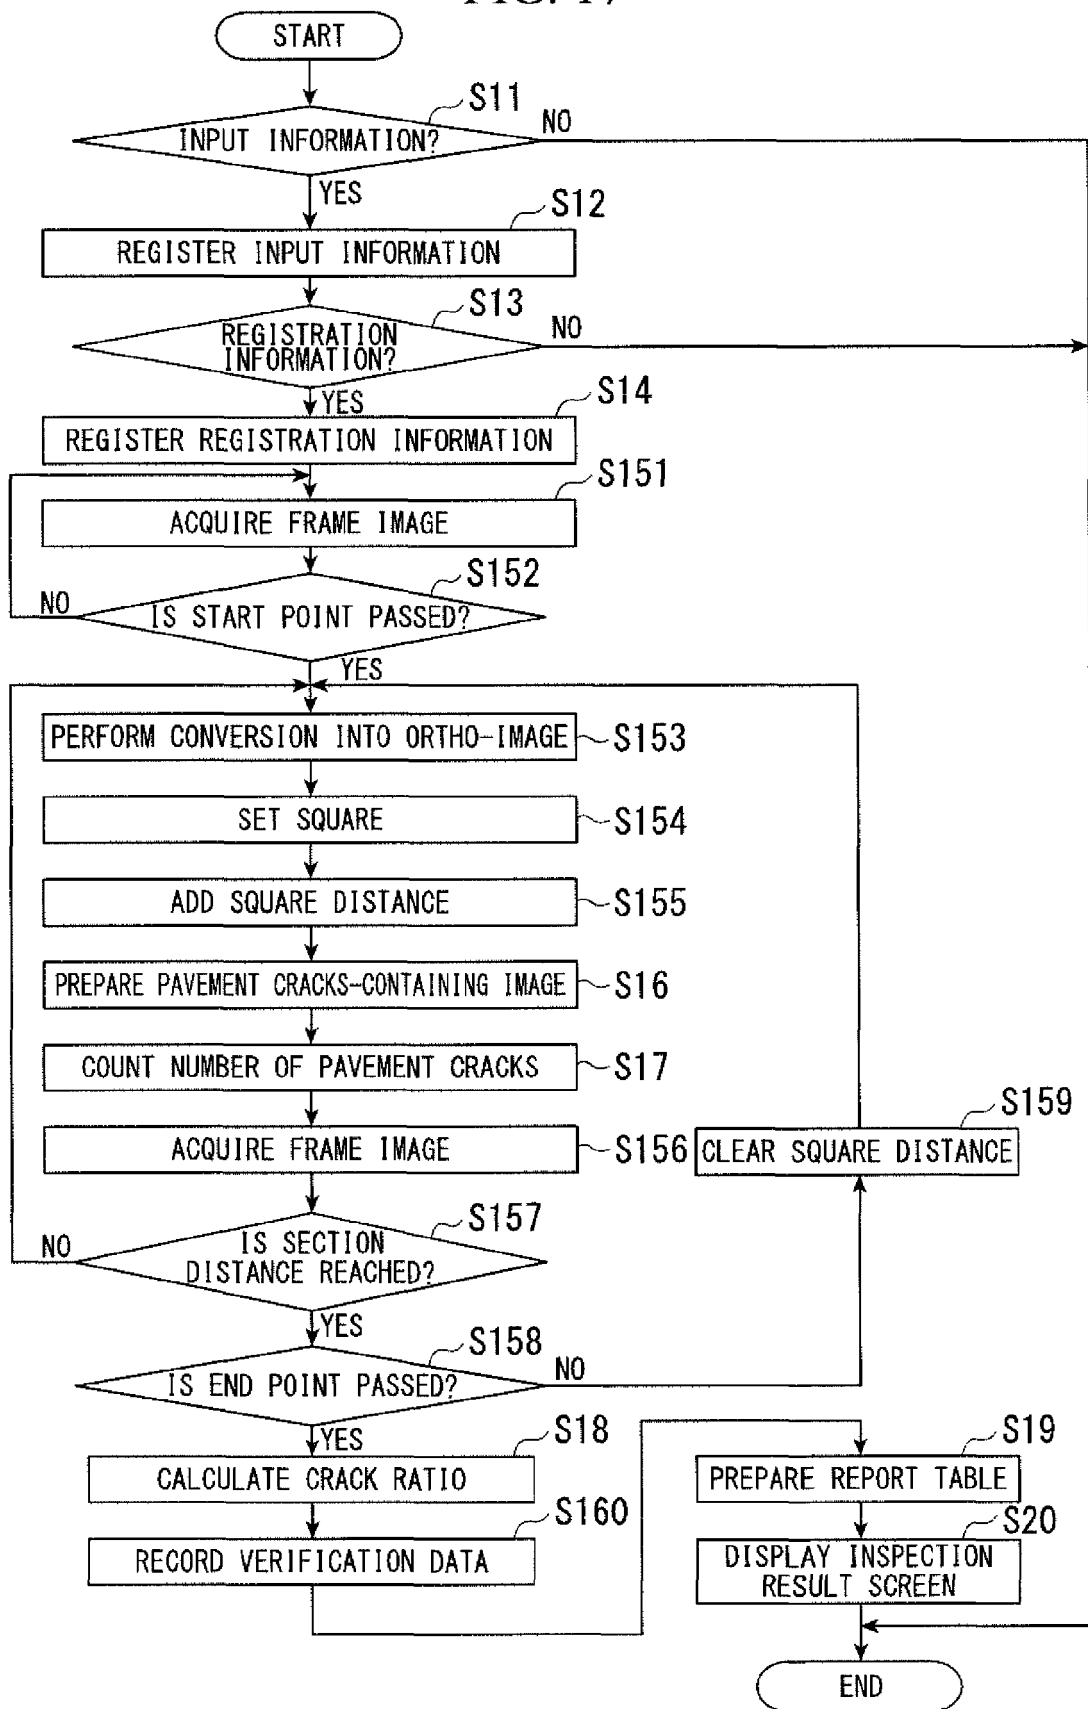 START
S11
INPUT INFORMATION?
NO
YES
S12
REGISTER INPUT INFORMATION
S13
REGISTRATION
INFORMATION?
NO
YES
S14
REGISTER REGISTRATION INFORMATION
S151
ACQUIRE FRAME IMAGE
S152
IS START POINT PASSED?
NO
YES
PERFORM CONVERSION INTO ORTHO-IMAGE
S153
SET SQUARE
S154
ADD SQUARE DISTANCE
S155
PREPARE PAVEMENT CRACKS-CONTAINING IMAGE
S16
COUNT NUMBER OF PAVEMENT CRACKS
S17
ACQUIRE FRAME IMAGE
S156
S159
CLEAR SQUARE DISTANCE
S157
IS SECTION
DISTANCE REACHED?
NO
YES
S158
IS END POINT PASSED?
NO
YES
S18
CALCULATE CRACK RATIO
S160
RECORD VERIFICATION DATA
S19
PREPARE REPORT TABLE
S20
DISPLAY INSPECTION
RESULT SCREEN
END